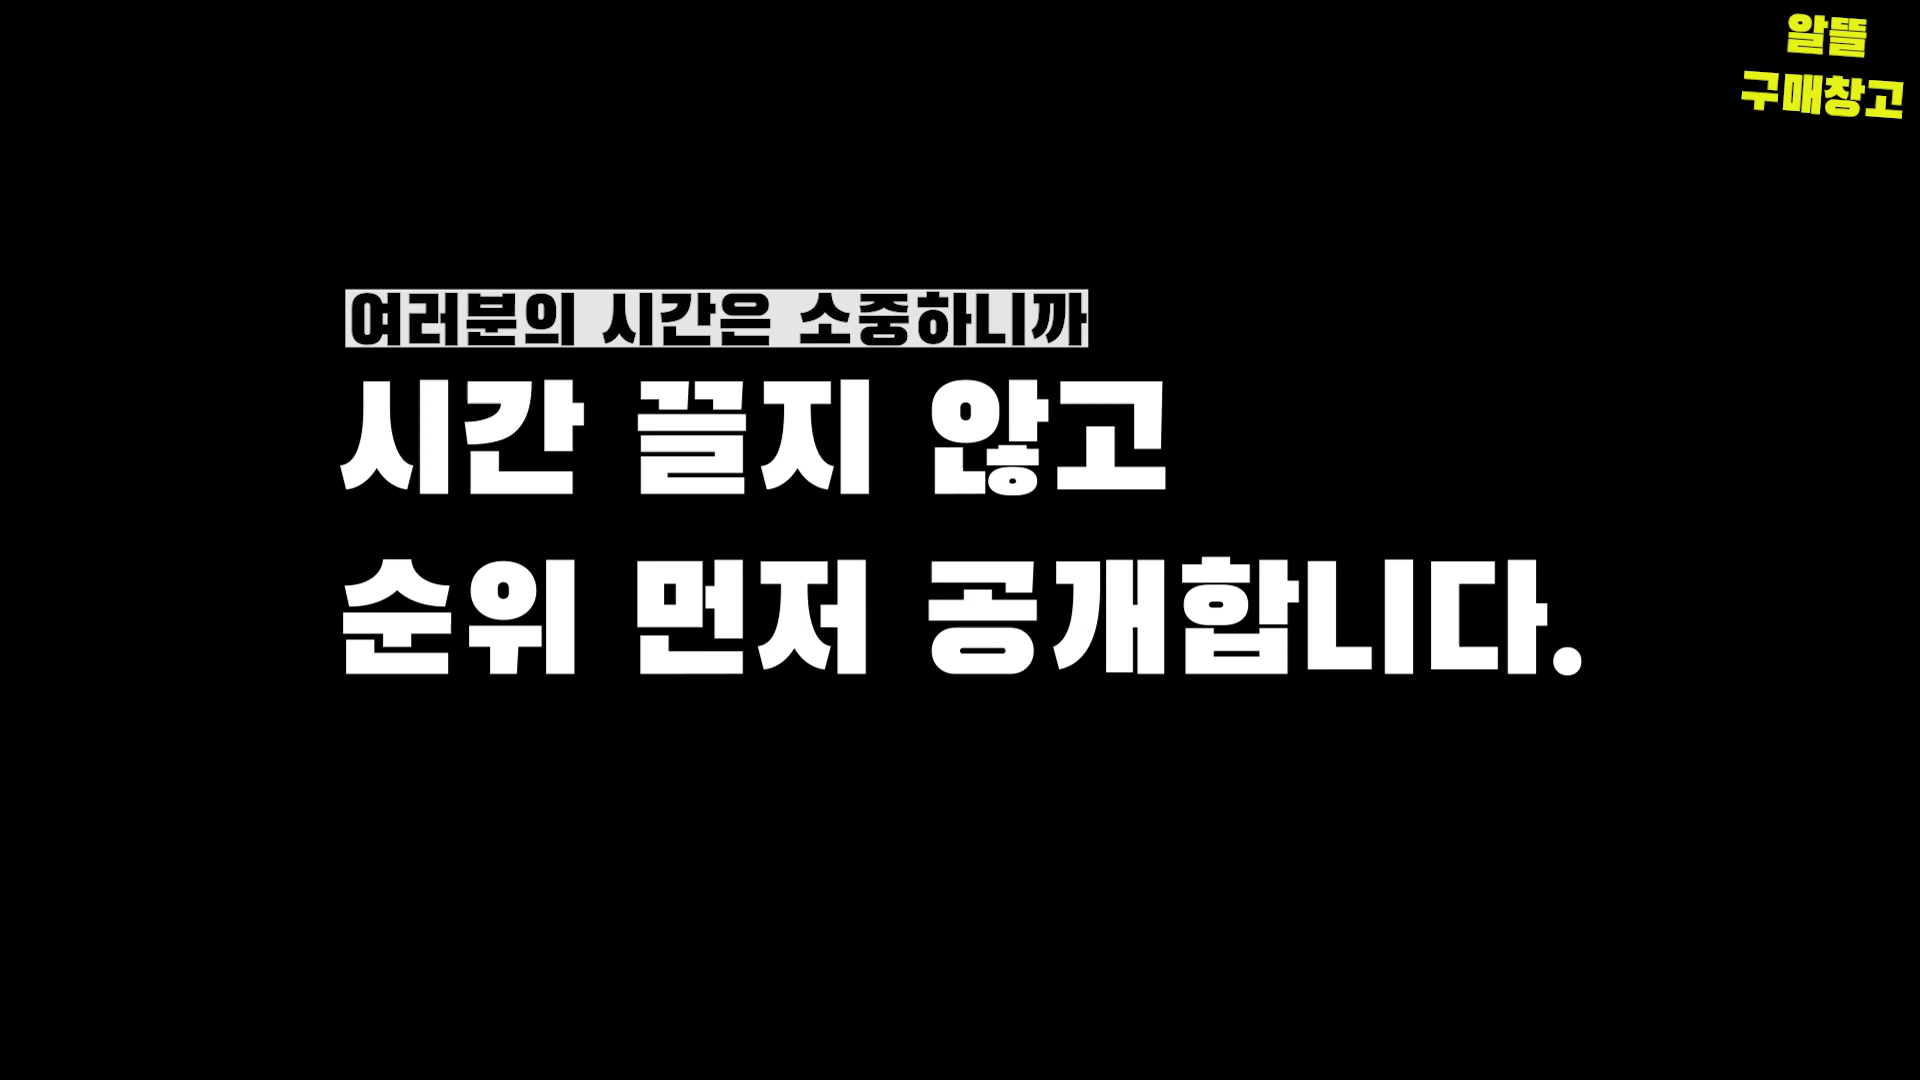 알뜰
구매창고
여러분의 시간은 소중하니까
시간 끌지 않고
순위 먼저 공개합니다.